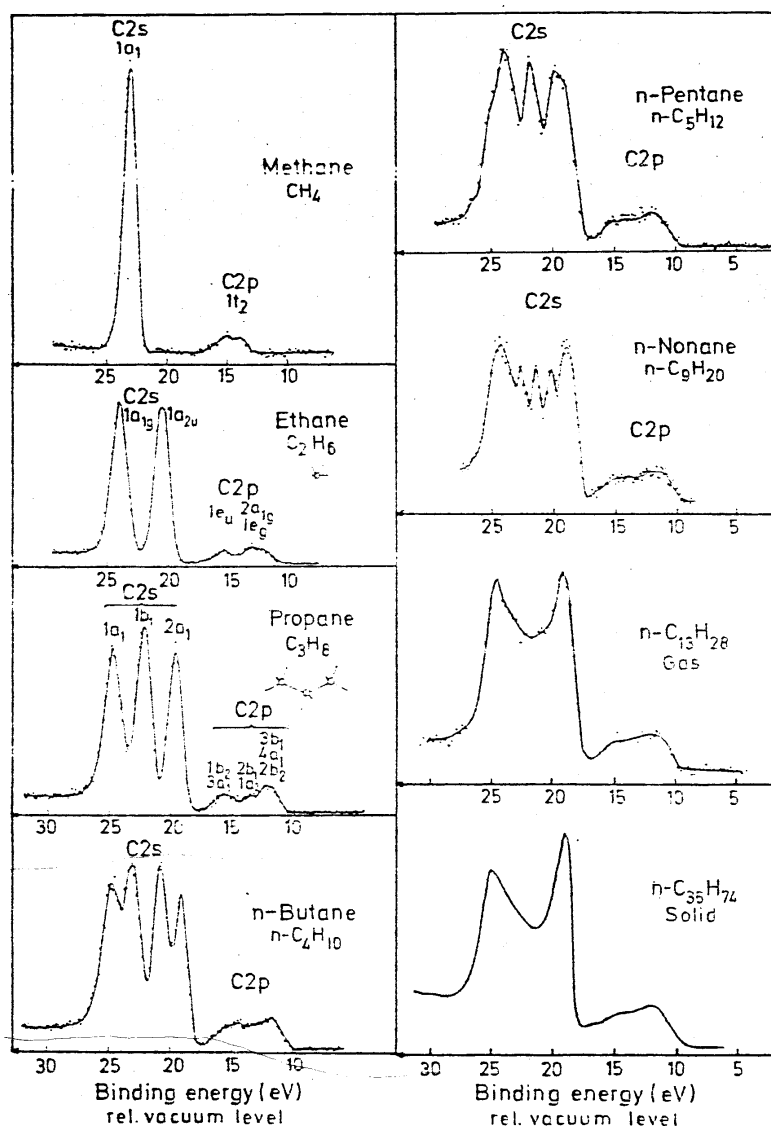 C2s
1a₁
Methane
CH₄
C2p
1t₂
25 20 15 10
C2s
1a₁g 1a₂u
Ethane
C₂H₆
C2p
1eᵤ 2a₁g
1eg
25 20 15 10
C2s
1a₁ 1b₁ 2a₁
Propane
C₃H₈
C2p
3b₁
4a₁
1b₂ 2b₁ 2b₂
3a₁ 1a₂
30 25 20 15 10
C2s
n-Butane
n-C₄H₁₀
C2p
30 25 20 15 10
Binding energy (eV)
rel. vacuum level
C2s
n-Pentane
n-C₅H₁₂
C2p
25 20 15 10 5
C2s
n-Nonane
n-C₉H₂₀
C2p
25 20 15 10 5
n-C₁₃H₂₈
Gas
25 20 15 10 5
n-C₃₆H₇₄
Solid
30 25 20 15 10 5
Binding energy (eV)
rel. vacuum level